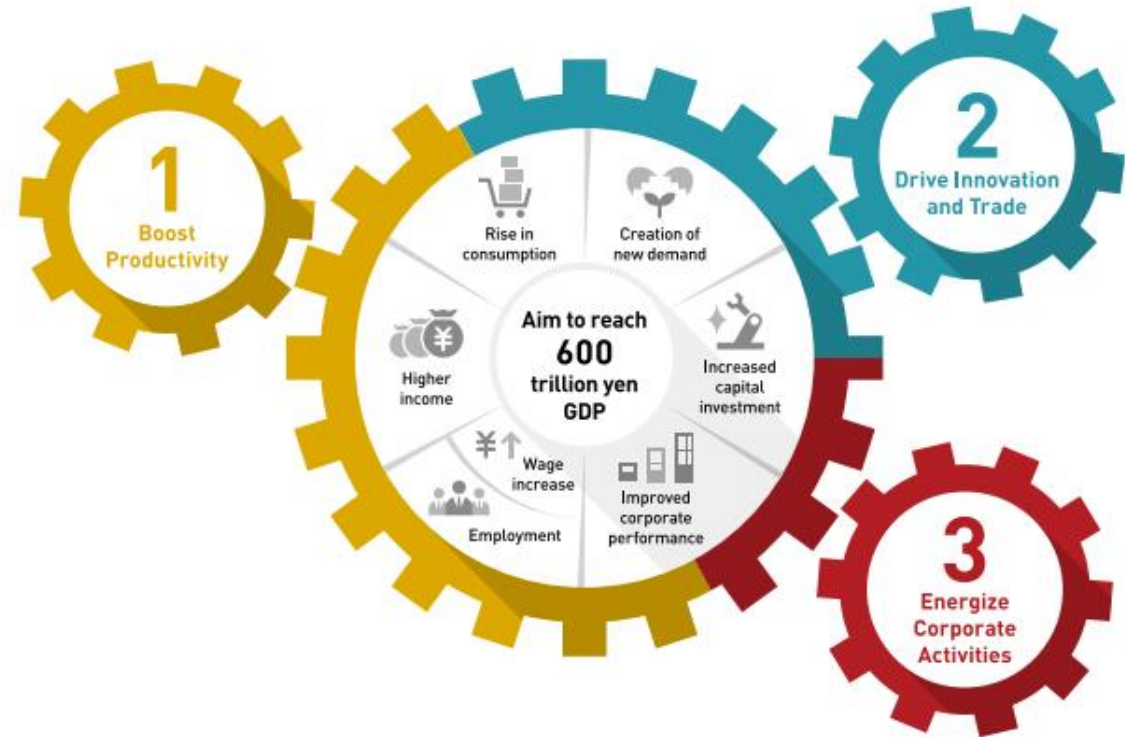 1
Boost
Productivity
2
Drive Innovation
and Trade
Rise in
consumption
Creation of
new demand
Aim to reach
600
trillion yen
GDP
¥
Higher
income
Increased
capital
investment
¥
Wage
increase
Employment
Improved
corporate
performance
3
Energize
Corporate
Activities